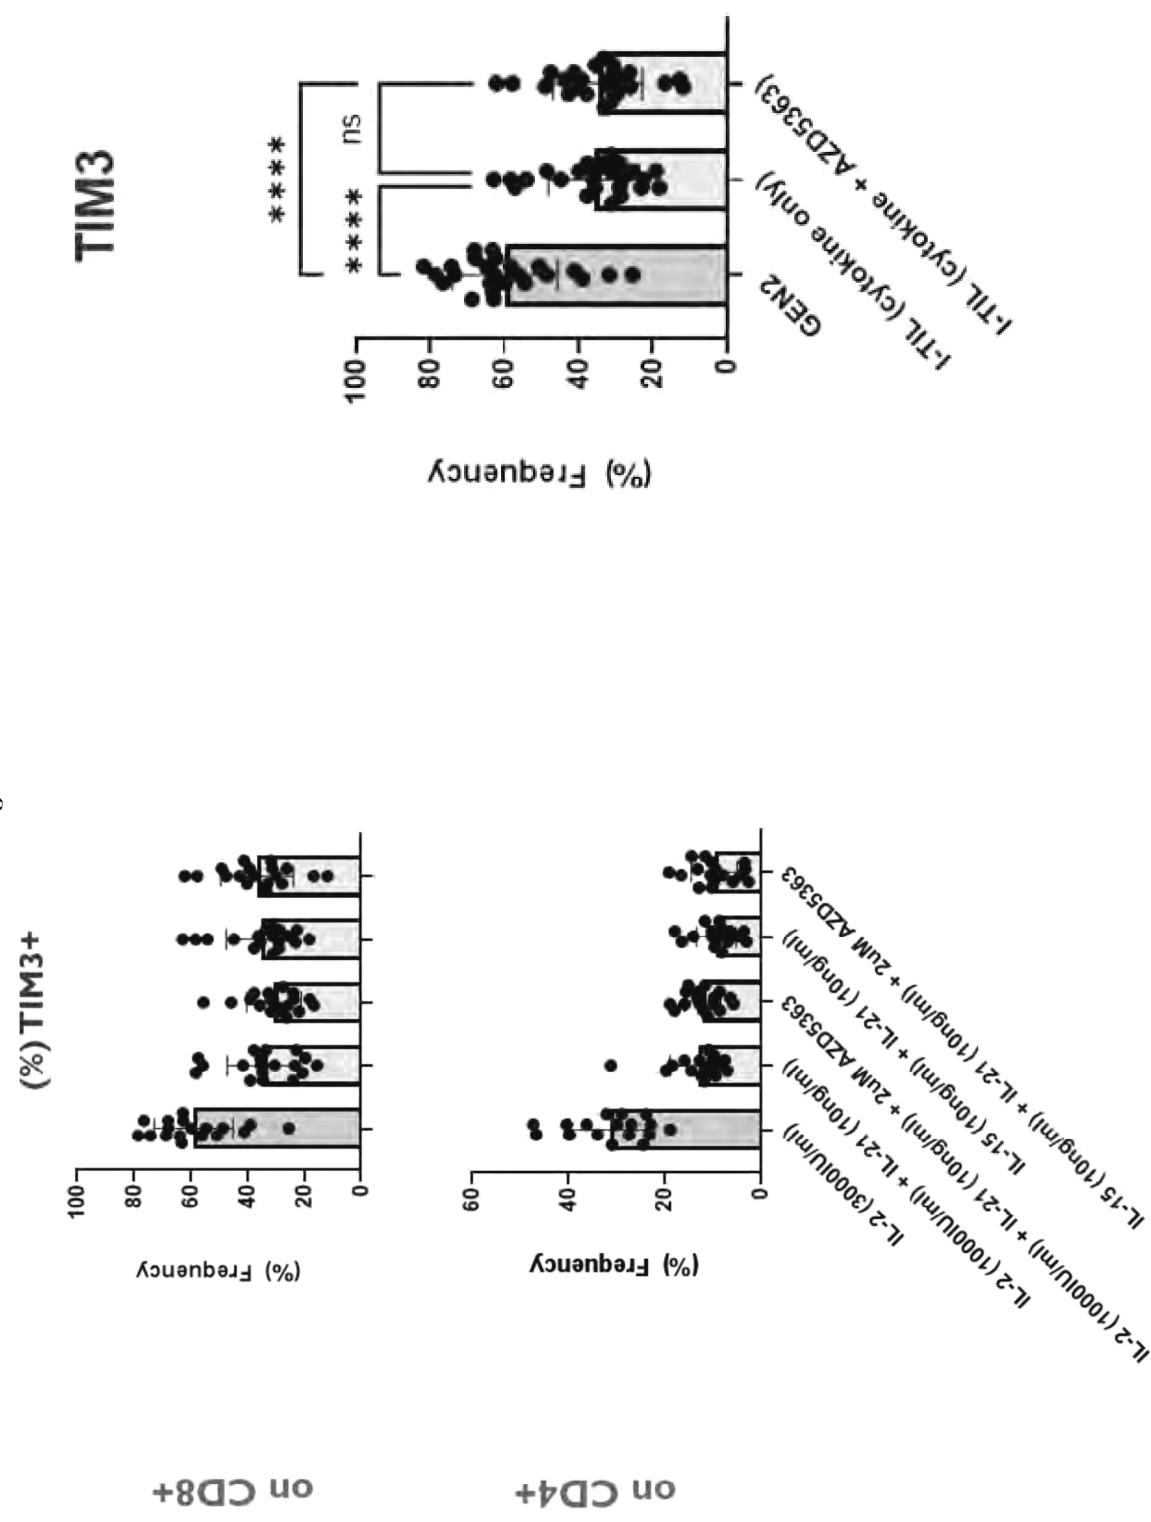 TIM3
****
****
ns
(%) Frequency
100
80
60
40
20
0
GEN2
I-TIL (cytokine only)
I-TIL (cytokine + AZD5363)
(%) TIM3+
on CD8+
(%) Frequency
100
80
60
40
20
0
on CD4+
(%) Frequency
60
40
20
0
IL-2 (3000IU/ml)
IL-2 (1000IU/ml) + IL-21 (10ng/ml)
IL-2 (1000IU/ml) + IL-21 (10ng/ml) + 2uM AZD5363
IL-15 (10ng/ml) + IL-21 (10ng/ml)
IL-15 (10ng/ml) + IL-21 (10ng/ml) + 2uM AZD5363